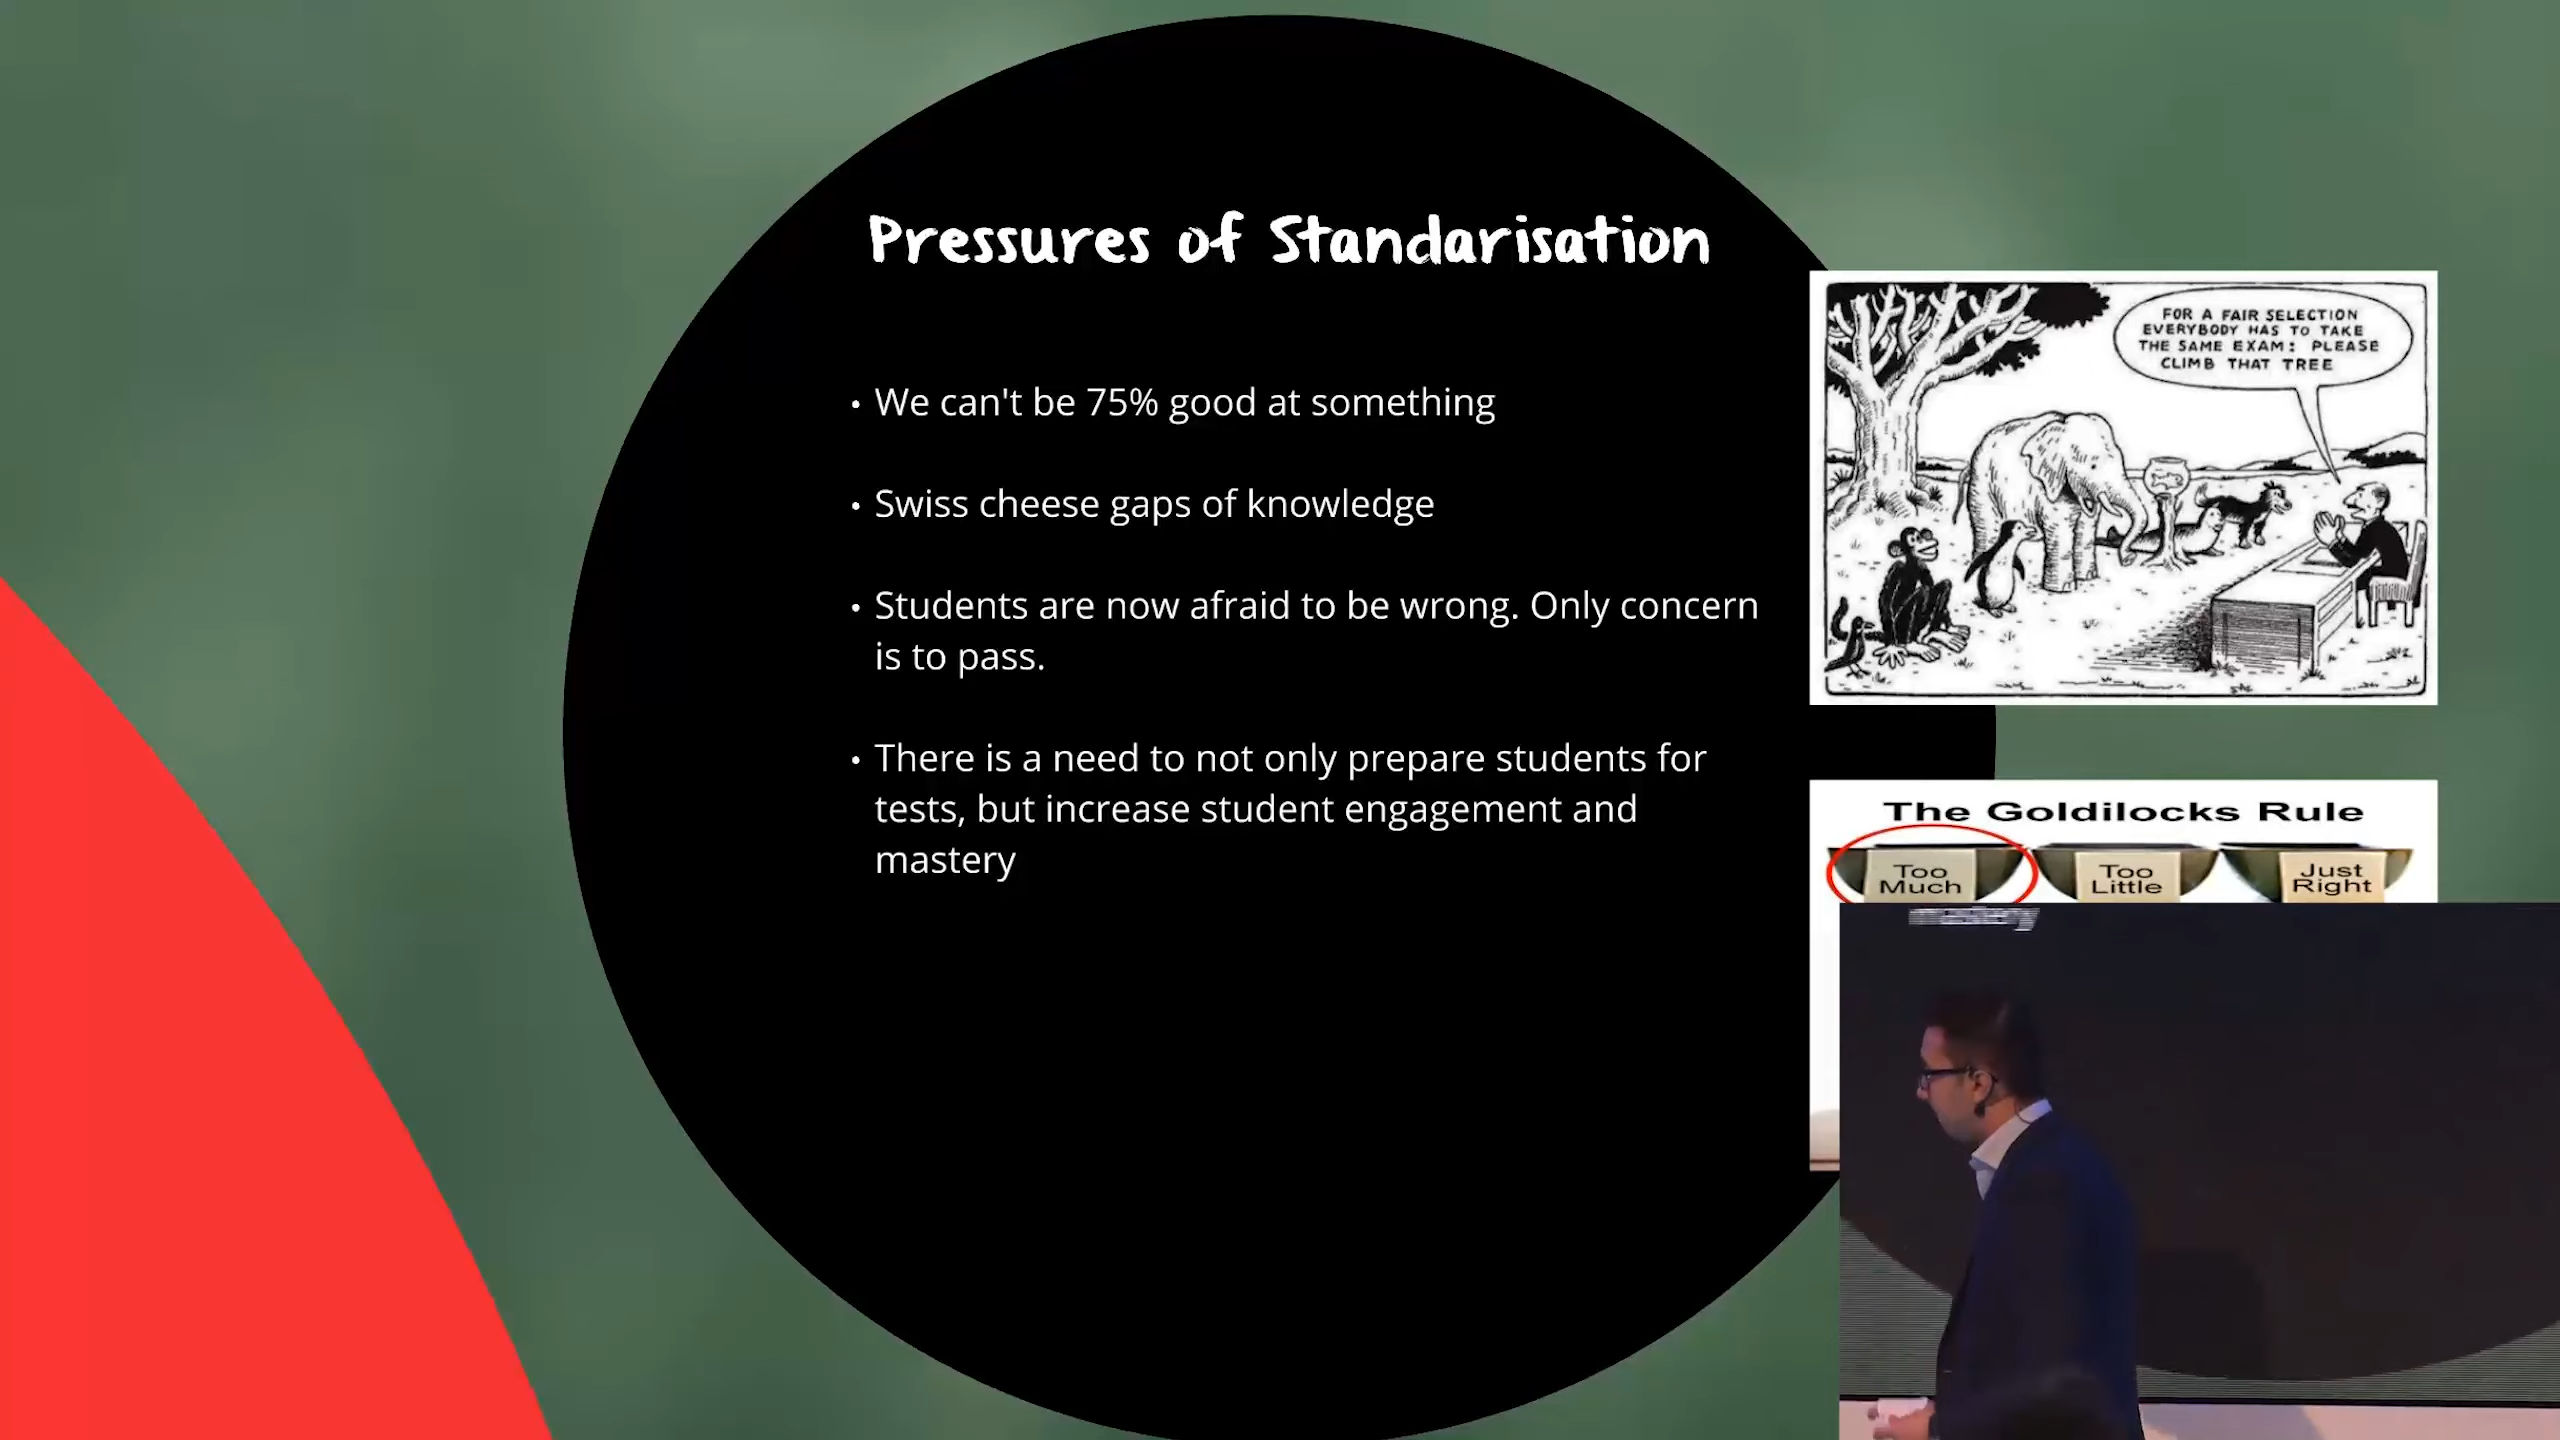 Pressures of Standarisation
• We can't be 75% good at something
• Swiss cheese gaps of knowledge
• Students are now afraid to be wrong. Only concern
is to pass.
• There is a need to not only prepare students for
tests, but increase student engagement and
mastery
FOR A FAIR SELECTION
EVERYBODY HAS TO TAKE
THE SAME EXAM: PLEASE
CLIMB THAT TREE
The Goldilocks Rule
Too
Much
Too
Little
Just
Right
mastery